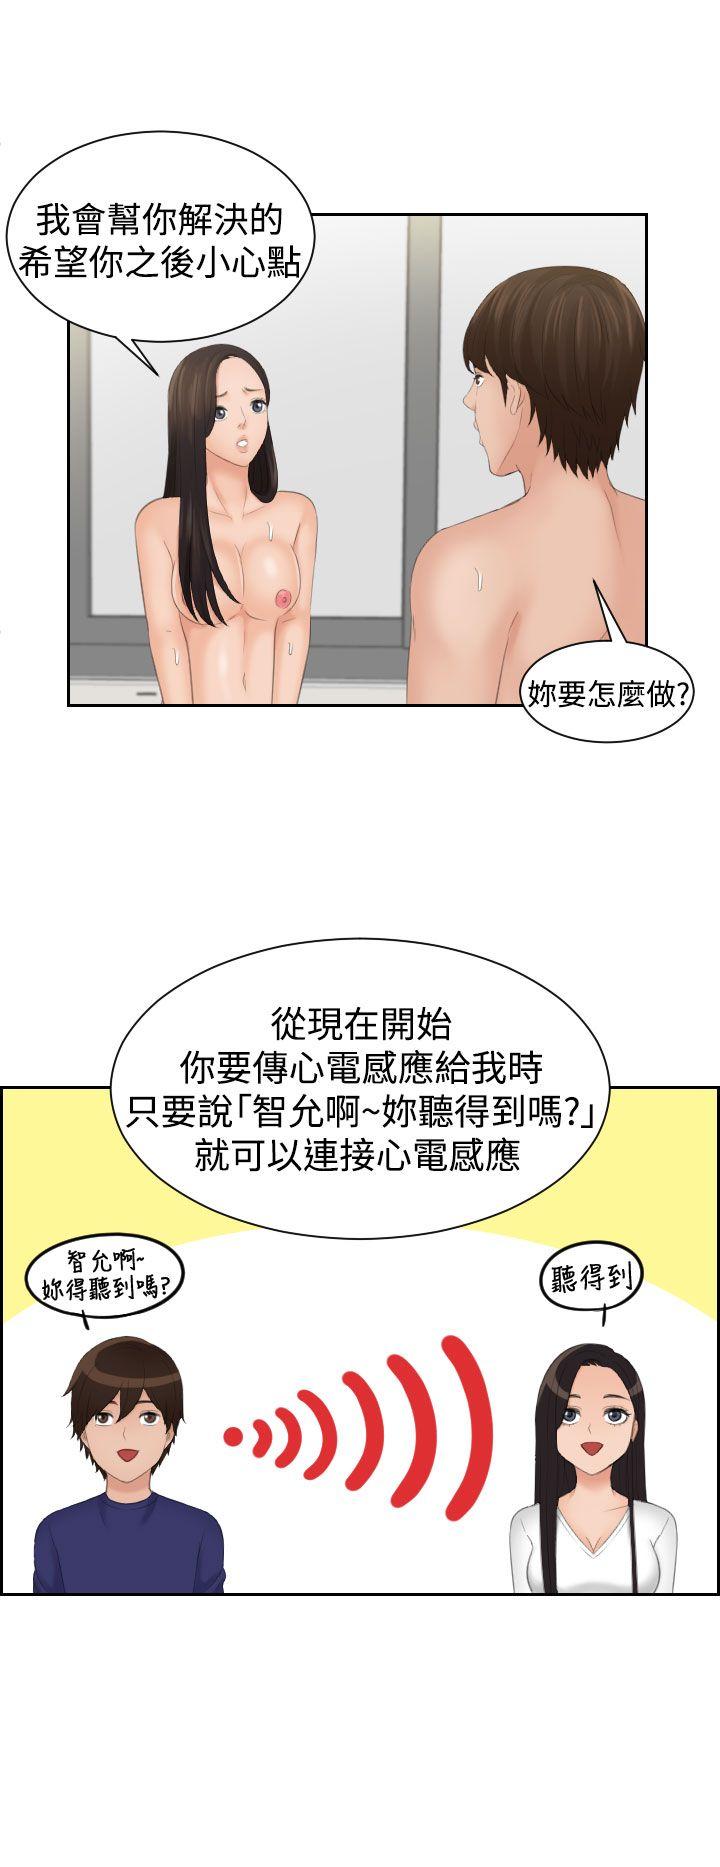 我會幫你解決的
希望你之後小心點
妳要怎麼做?
從現在開始
你要傳心電感應給我時
只要說「智允啊~妳聽得到嗎?」
就可以連接心電感應
智允啊~
妳得聽到嗎?
聽得到